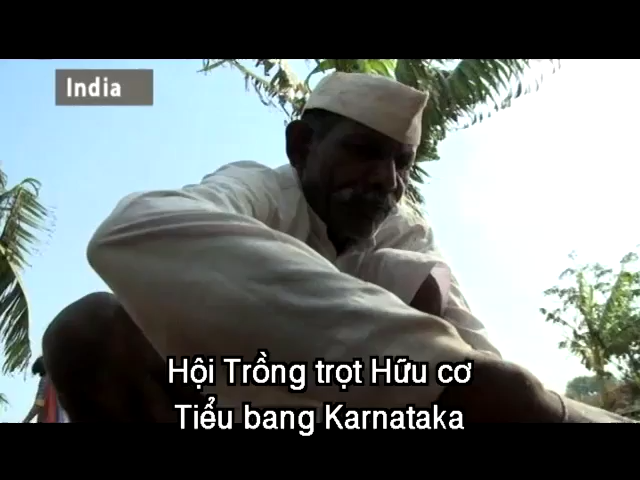 India
Hội Trồng trọt Hữu cơ
Tiểu bang Karnataka